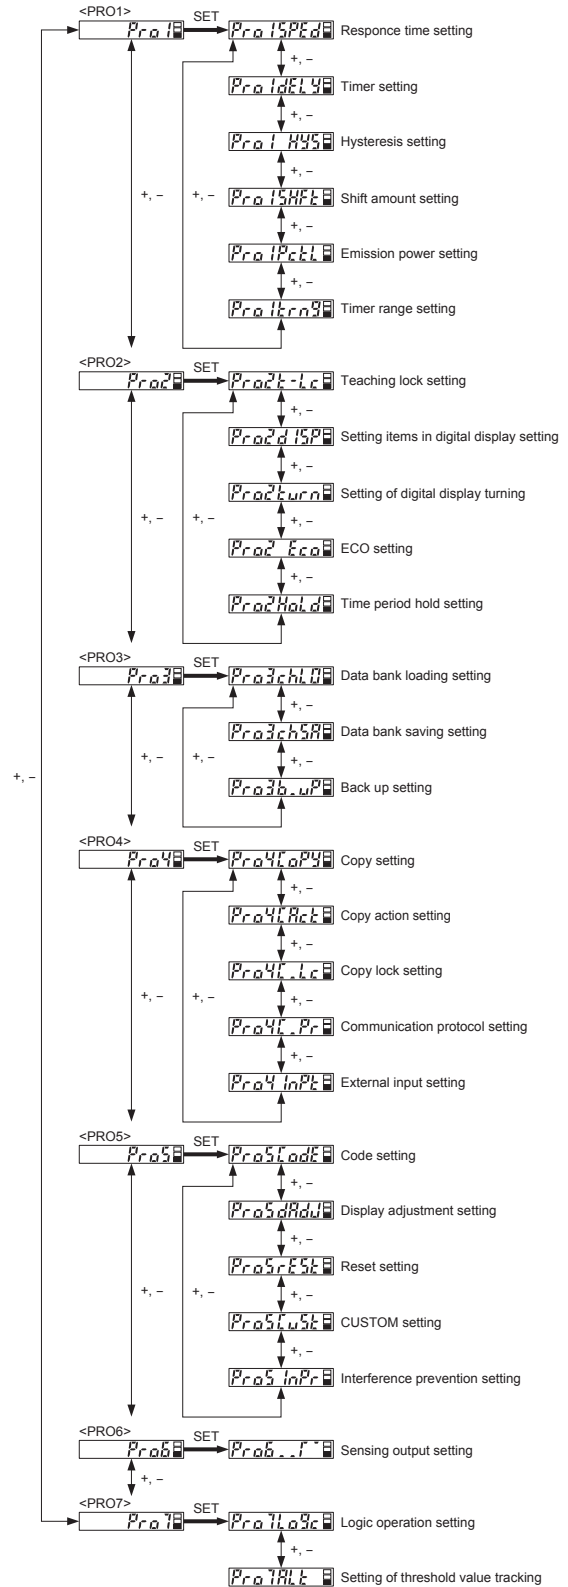 <PRO1>
Pro1 SET Pro1SPEd Responce time setting
+, −
Pro1dELY Timer setting
+, −
Pro1 HYS Hysteresis setting
+, −
+, − +, − Pro1SHFt Shift amount setting
+, −
Pro1PctL Emission power setting
+, −
Pro1trng Timer range setting
<PRO2>
Pro2 SET Pro2t-Lc Teaching lock setting
+, −
Pro2dISP Setting items in digital display setting
+, −
Pro2turn Setting of digital display turning
+, − +, − +, −
Pro2 Eco ECO setting
+, −
Pro2HoLd Time period hold setting
<PRO3>
Pro3 SET Pro3chLO Data bank loading setting
+, −
Pro3chSA Data bank saving setting
+, − +, − +, −
+, −
Pro3b_uP Back up setting
<PRO4>
Pro4 SET Pro4CoPY Copy setting
+, −
Pro4CAct Copy action setting
+, −
Pro4C_Lc Copy lock setting
+, − +, − +, −
Pro4C_Pr Communication protocol setting
+, −
Pro4 InPt External input setting
<PRO5>
Pro5 SET Pro5CodE Code setting
+, −
Pro5dAdJ Display adjustment setting
+, −
Pro5rESt Reset setting
+, − +, − +, −
Pro5CuSt CUSTOM setting
+, −
Pro5 InPr Interference prevention setting
<PRO6>
Pro6 SET Pro6 Sensing output setting
+, −
<PRO7>
Pro7 SET Pro7Logc Logic operation setting
+, −
Pro7ALt Setting of threshold value tracking